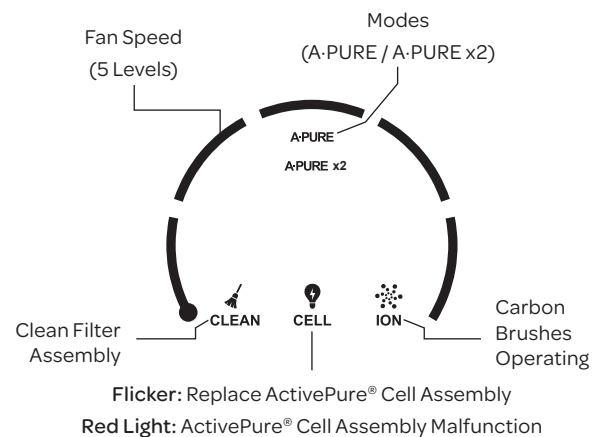 Modes
(A·PURE / A·PURE x2)
Fan Speed
(5 Levels)
A·PURE
A·PURE x2
CLEAN
CELL
ION
Clean Filter
Assembly
Carbon
Brushes
Operating
Flicker: Replace ActivePure® Cell Assembly
Red Light: ActivePure® Cell Assembly Malfunction